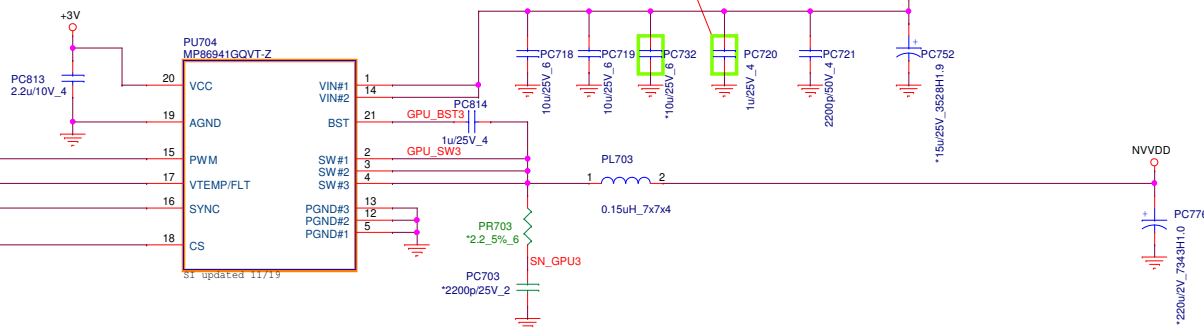 +3V
PU704
MP86941GQVT-Z
PC813
2.2u/10V_4
20
VCC
19
AGND
15
PWM
17
VTEMP/FLT
16
SYNC
18
CS
VIN#1
1
VIN#2
14
BST
21
SW#1
2
SW#2
3
SW#3
4
PGND#3
13
PGND#2
12
PGND#1
5
SI updated 11/19
GPU_BST3
PC814
1u/25V_4
GPU_SW3
PC718
10u/25V_6
PC719
10u/25V_6
PC732
*10u/25V_6
PC720
1u/25V_4
PC721
2200p/50V_4
+
PC752
*15u/25V_3528H1.9
PL703
1
2
0.15uH_7x7x4
PR703
*2.2_5%_6
SN_GPU3
PC703
*2200p/25V_2
NVVDD
+
PC776
*220u/2V_7343H1.0